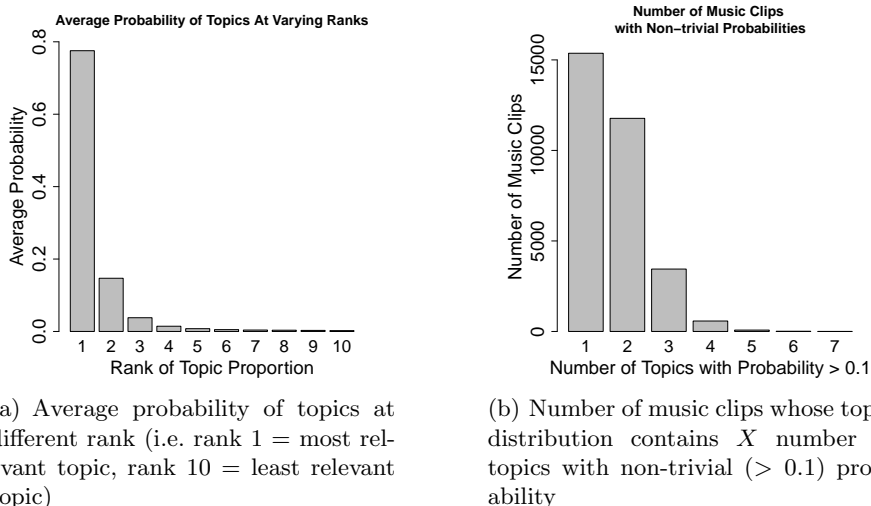 Average Probability of Topics At Varying Ranks
Average Probability
0.0 0.2 0.4 0.6 0.8
1 2 3 4 5 6 7 8 9 10
Rank of Topic Proportion
a) Average probability of topics at
ifferent rank (i.e. rank 1 = most rel-
vant topic, rank 10 = least relevant
opic)
Number of Music Clips
with Non−trivial Probabilities
Number of Music Clips
0 5000 10000 15000
1 2 3 4 5 6 7
Number of Topics with Probability > 0.1
(b) Number of music clips whose top
distribution contains X number
topics with non-trivial (> 0.1) pro
ability